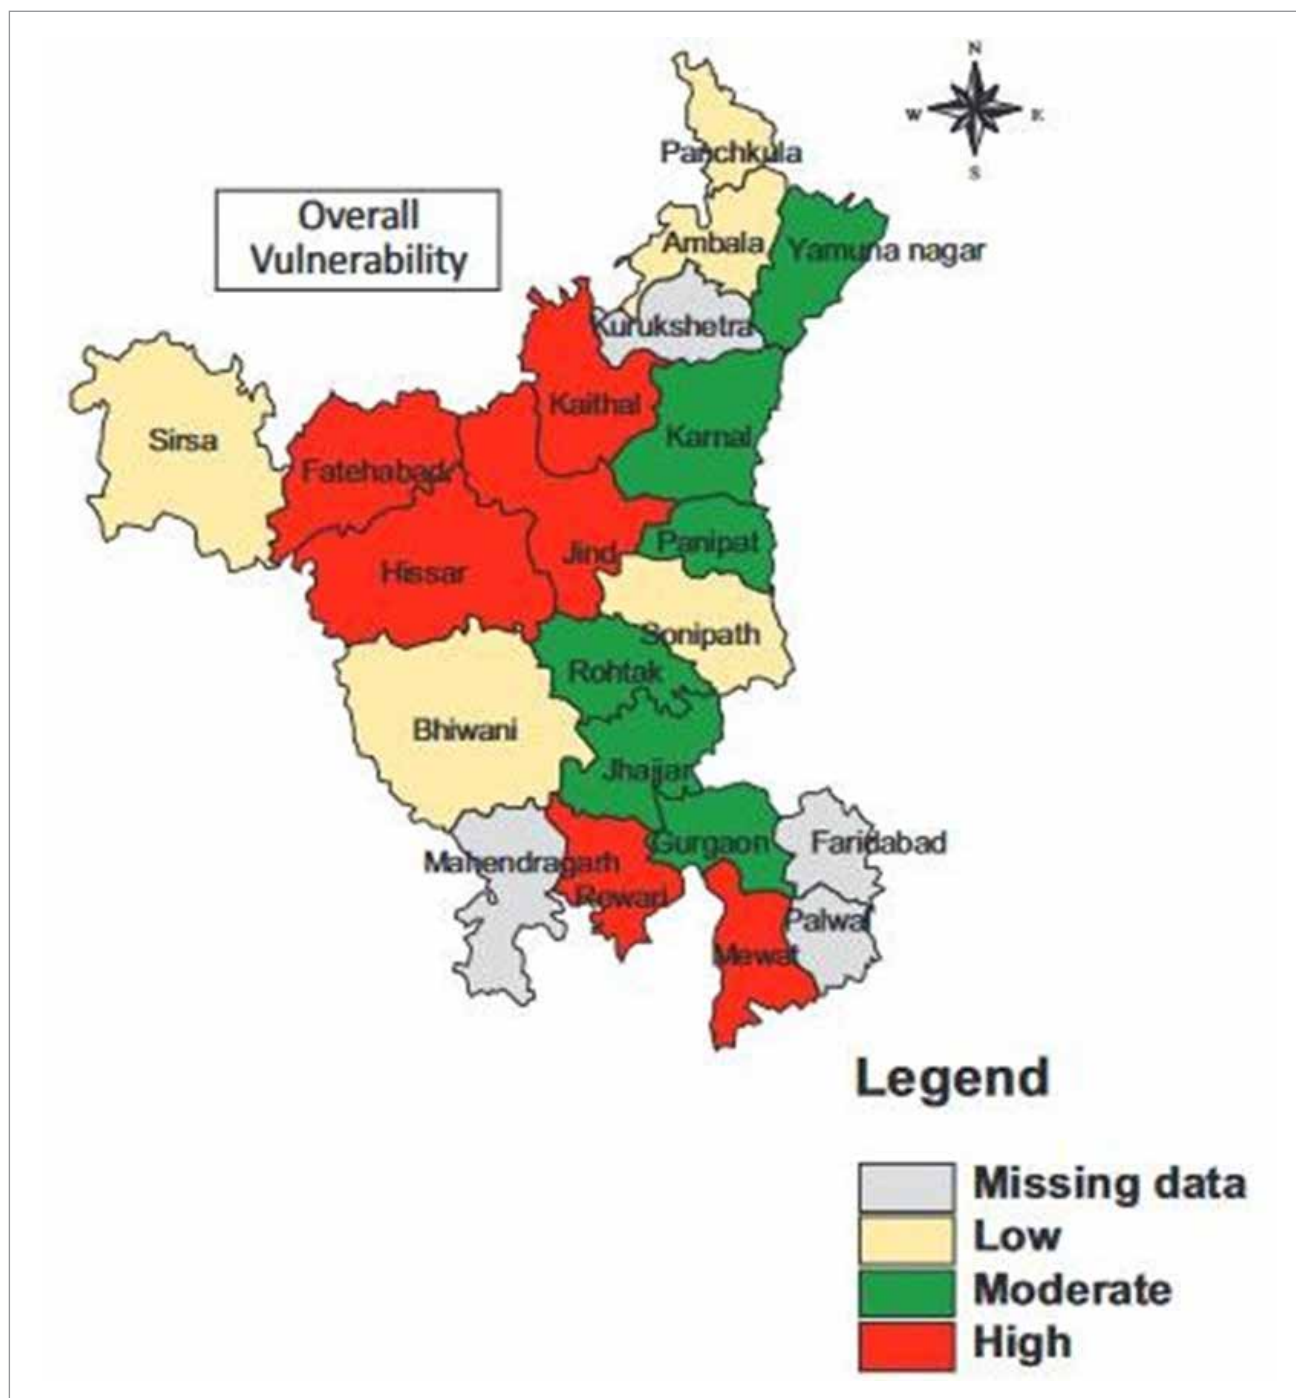 N
W
E
S
Panchkula
Overall
Vulnerability
Ambala
Yamuna nagar
Kurukshetra
Kaithal
Karnal
Sirsa
Fatehabad
Panipat
Jind
Hissar
Sonipath
Rohtak
Bhiwani
Jhajjar
Gurgaon
Faridabad
Mahendragarh
Rewari
Palwal
Mewat
Legend
Missing data
Low
Moderate
High